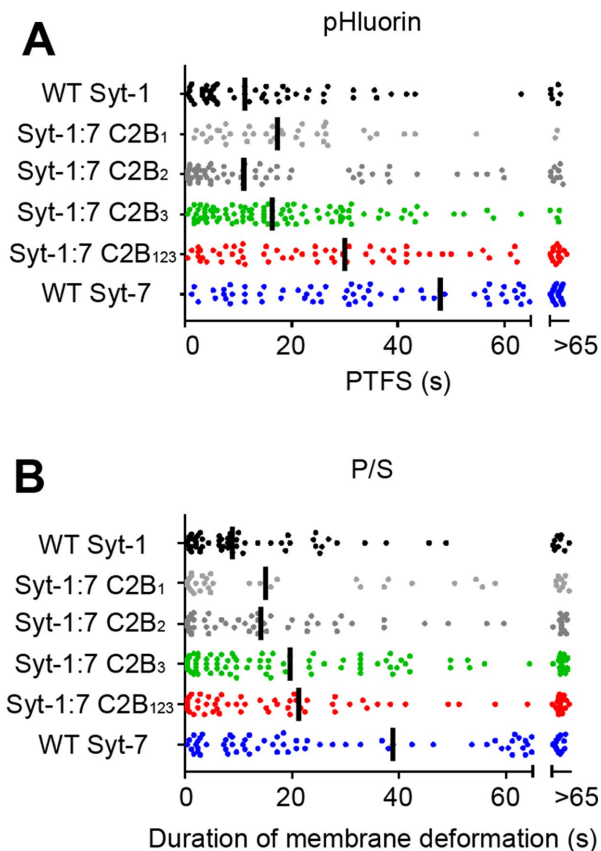 A
pHluorin
WT Syt-1
Syt-1:7 C2B₁
Syt-1:7 C2B₂
Syt-1:7 C2B₃
Syt-1:7 C2B₁₂₃
WT Syt-7
0 20 40 60 >65
PTFS (s)
B
P/S
WT Syt-1
Syt-1:7 C2B₁
Syt-1:7 C2B₂
Syt-1:7 C2B₃
Syt-1:7 C2B₁₂₃
WT Syt-7
0 20 40 60 >65
Duration of membrane deformation (s)